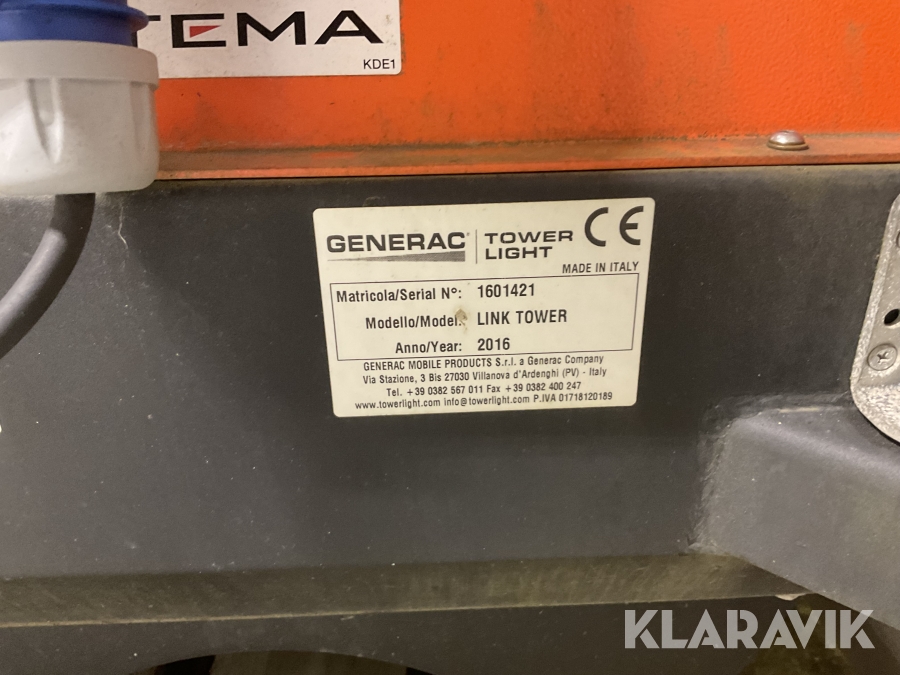 TEMA
KDE1
GENERAC® TOWER LIGHT CE
MADE IN ITALY
Matricola/Serial N°: 1601421
Modello/Model: LINK TOWER
Anno/Year: 2016
GENERAC MOBILE PRODUCTS S.r.l. a Generac Company
Via Stazione, 3 Bis 27030 Villanova d'Ardenghi (PV) - Italy
Tel. +39 0382 567 011 Fax +39 0382 400 247
www.towerlight.com info@towerlight.com P.IVA 01718120189
KLARAVIK